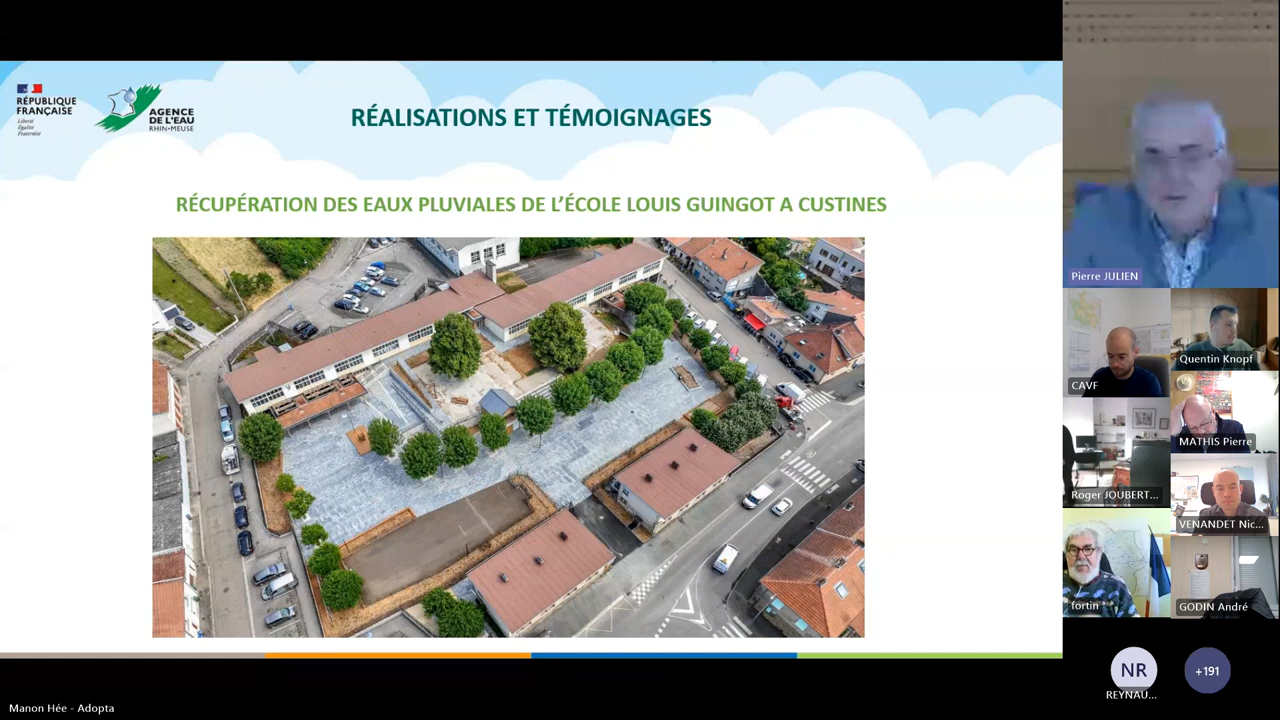 RÉPUBLIQUE
FRANÇAISE
Liberté
Égalité
Fraternité
AGENCE
DE L'EAU
RHIN•MEUSE
RÉALISATIONS ET TÉMOIGNAGES
RÉCUPÉRATION DES EAUX PLUVIALES DE L'ÉCOLE LOUIS GUINGOT A CUSTINES
Pierre JULIEN
CAVF
Quentin Knopf
MATHIS Pierre
Roger JOUBERT...
VENANDET Nic...
fortin
GODIN André
NR
REYNAU...
+191
Manon Hée - Adopta